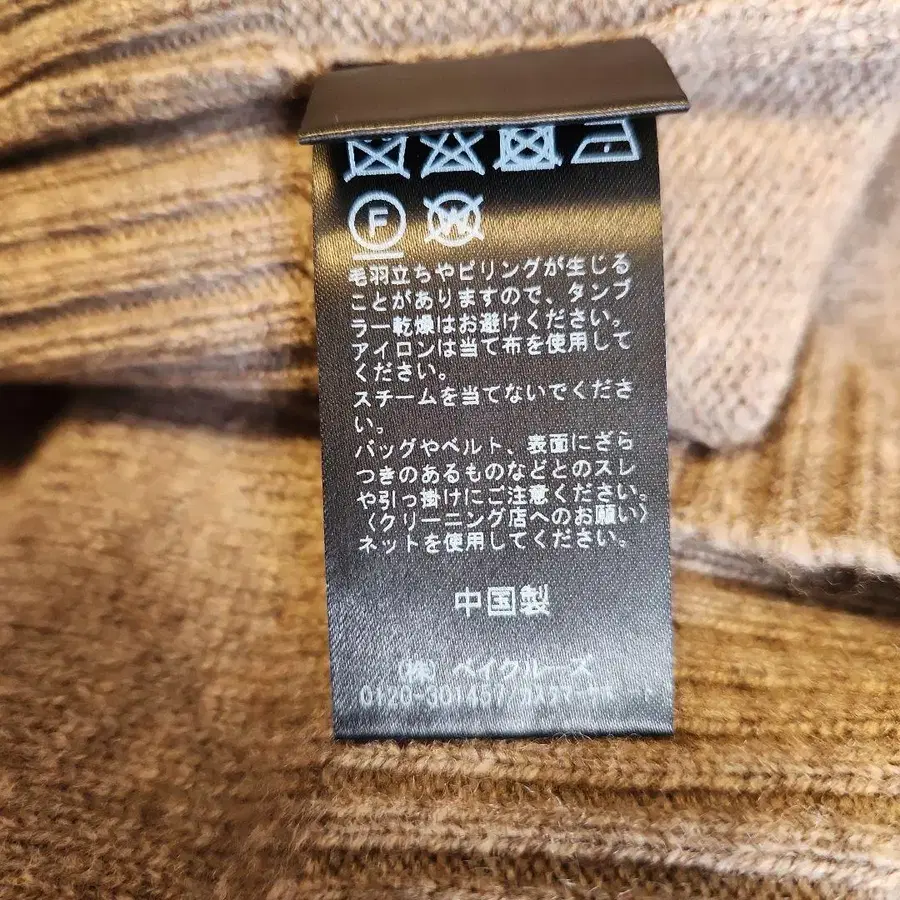 F
W
毛羽立ちやピリングが生じる
ことがありますので、タンブ
ラー乾燥はお避けください。
アイロンは当て布を使用して
ください。
スチームを当てないでくださ
い。
バッグやベルト、表面にざら
つきのあるものなどとのスレ
や引っ掛けにご注意ください。
〈クリーニング店へのお願い〉
ネットを使用してください。
中国製
(株) ベイクルーズ
0120-301457